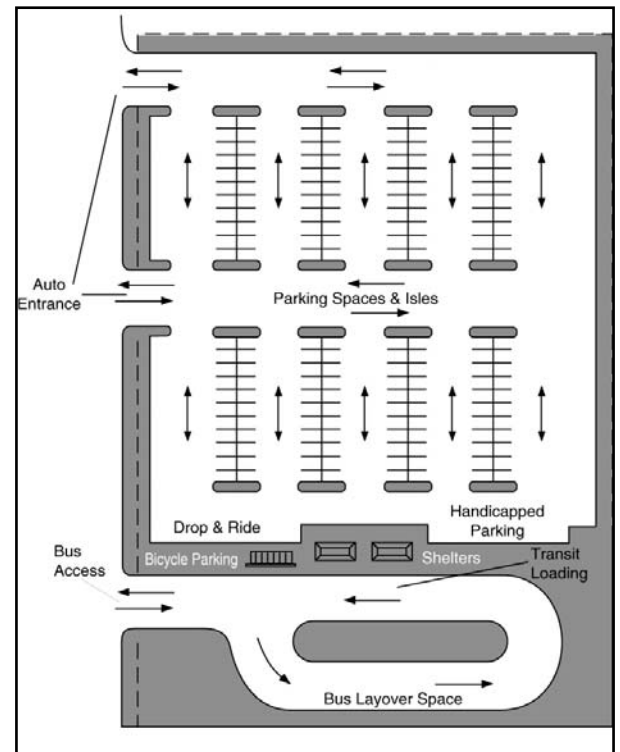 Auto
Entrance
Parking Spaces & Isles
Drop & Ride
Handicapped
Parking
Bus
Access
Bicycle Parking
Shelters
Transit
Loading
Bus Layover Space